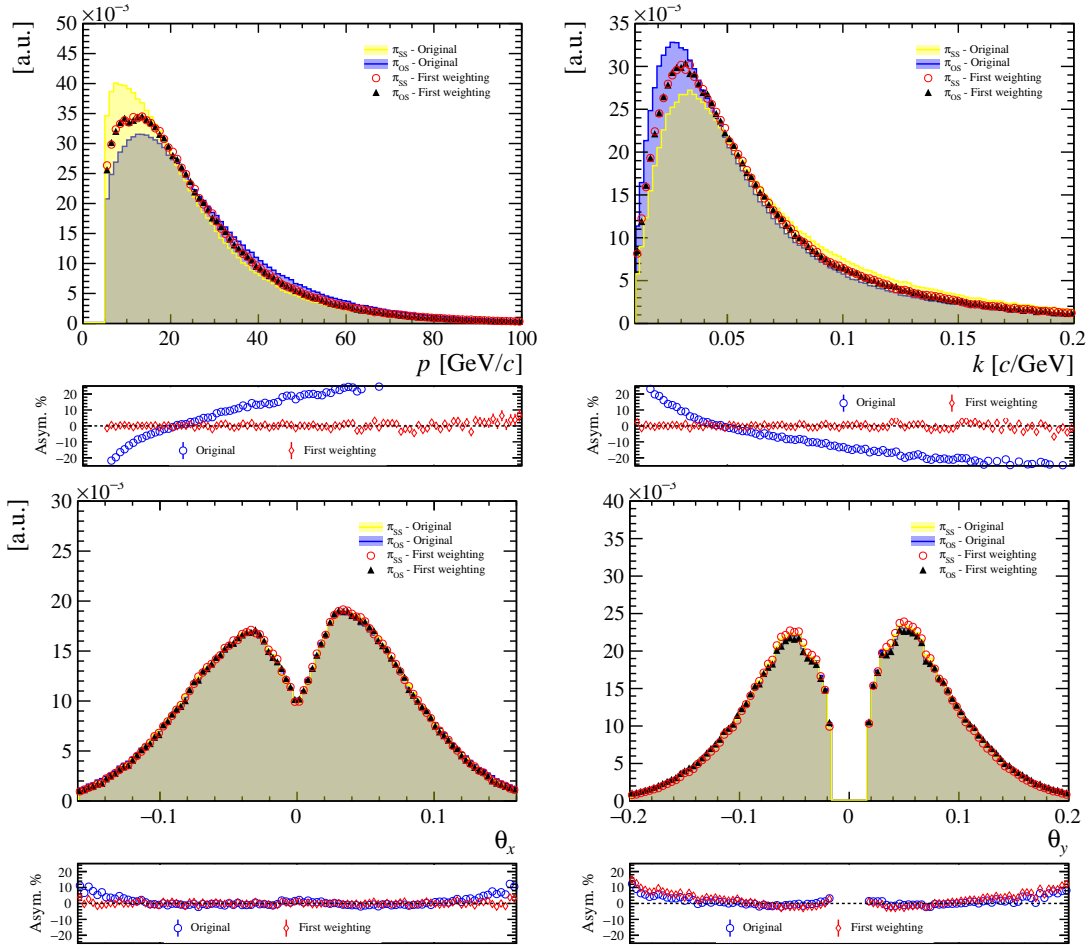 50 ×10⁻³
45
40
35
30
25
20
15
10
5
0
[a.u.]
π_SS - Original
π_OS - Original
π_SS - First weighting
π_OS - First weighting
0 20 40 60 80 100
p [GeV/c]
35 ×10⁻³
30
25
20
15
10
5
0
[a.u.]
π_SS - Original
π_OS - Original
π_SS - First weighting
π_OS - First weighting
0.05 0.1 0.15 0.2
k [c/GeV]
Asym. %
20
10
0
−10
−20
Original First weighting
Asym. %
20
10
0
−10
−20
Original First weighting
30 ×10⁻³
25
20
15
10
5
0
[a.u.]
π_SS - Original
π_OS - Original
π_SS - First weighting
π_OS - First weighting
−0.1 0 0.1
θ_x
40 ×10⁻³
35
30
25
20
15
10
5
0
π_SS - Original
π_OS - Original
π_SS - First weighting
π_OS - First weighting
−0.2 −0.1 0 0.1 0.2
θ_y
Asym. %
20
10
0
−10
−20
Original First weighting
Asym. %
20
10
0
−10
−20
Original First weighting